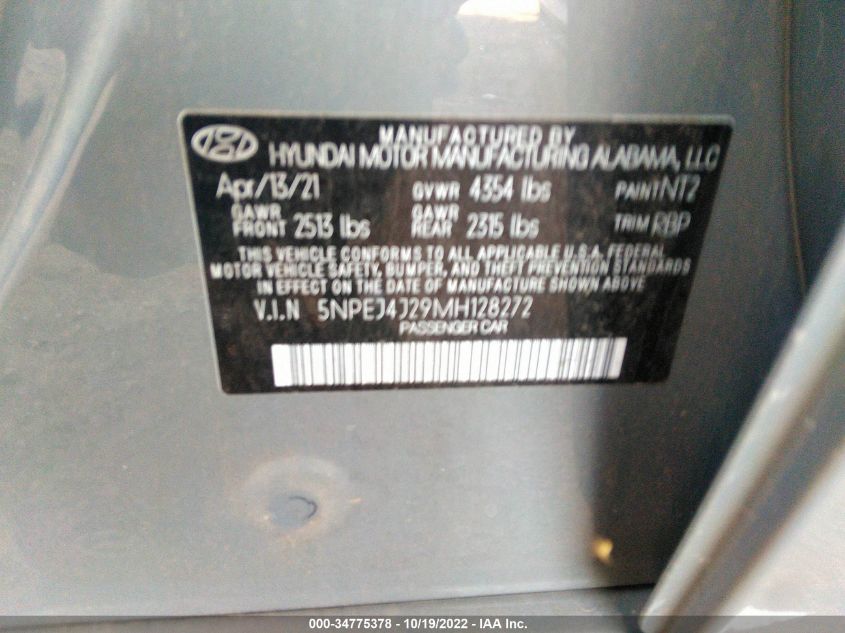 MANUFACTURED BY
HYUNDAI MOTOR MANUFACTURING ALABAMA, LLC
Apr/13/21 GVWR 4354 lbs PAINT NT2
GAWR FRONT 2513 lbs GAWR REAR 2315 lbs TRIM RBP
THIS VEHICLE CONFORMS TO ALL APPLICABLE U.S.A. FEDERAL
MOTOR VEHICLE SAFETY, BUMPER, AND THEFT PREVENTION STANDARDS
IN EFFECT ON THE DATE OF MANUFACTURE SHOWN ABOVE
V.I.N 5NPEJ4J29MH128272
PASSENGER CAR
000-34775378 - 10/19/2022 - IAA Inc.